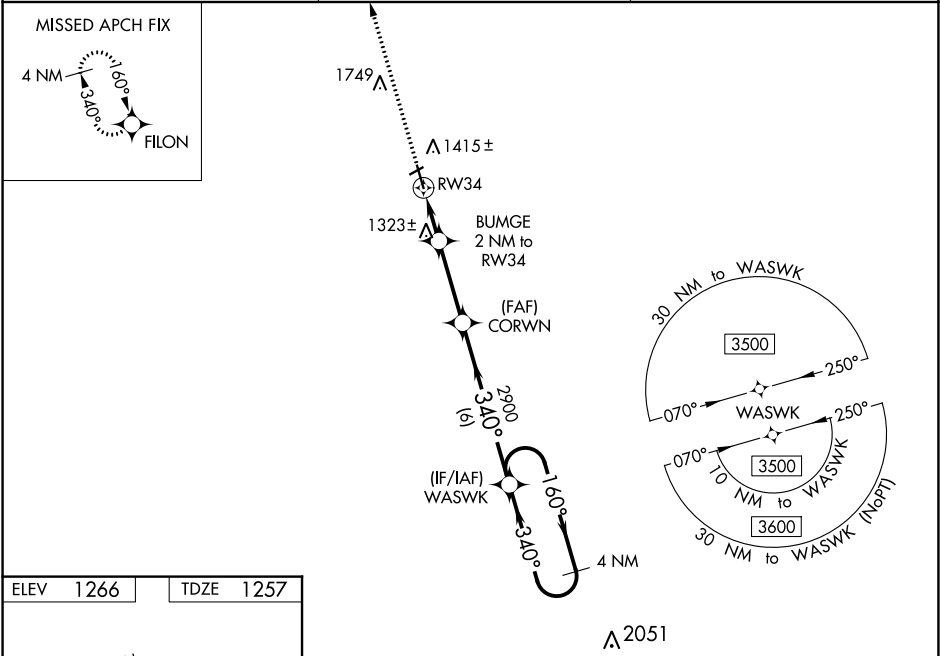 MISSED APCH FIX
4 NM
160°
340°
FILON
1749
1415 ±
RW34
1323±
BUMGE
2 NM to
RW34
(FAF)
CORWN
2900
340°
(6)
(IF/IAF)
WASWK
160°
340°
4 NM
2051
30 NM to WASWK
3500
250°
070°
WASWK
250°
070°
3500
10 NM to WASWK
3600
30 NM to WASWK (NoPT)
ELEV 1266
TDZE 1257